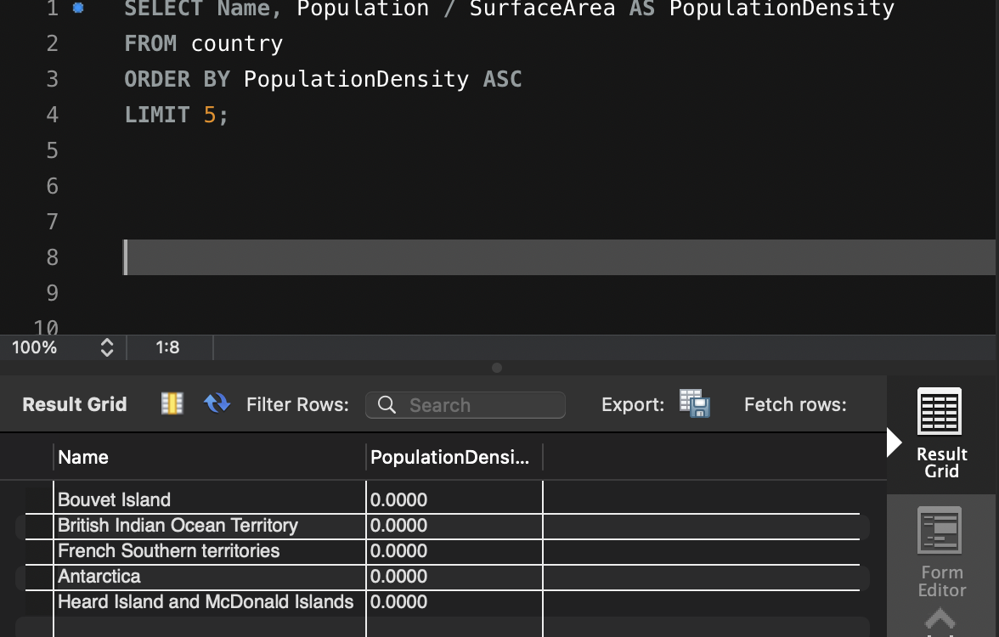 1 SELECT Name, Population / SurfaceArea AS PopulationDensity
2 FROM country
3 ORDER BY PopulationDensity ASC
4 LIMIT 5;
5
6
7
8
9
10
100% 1:8
Result Grid Filter Rows: Search Export: Fetch rows:
Name PopulationDensi...
Bouvet Island 0.0000
British Indian Ocean Territory 0.0000
French Southern territories 0.0000
Antarctica 0.0000
Heard Island and McDonald Islands 0.0000
Result
Grid
Form
Editor